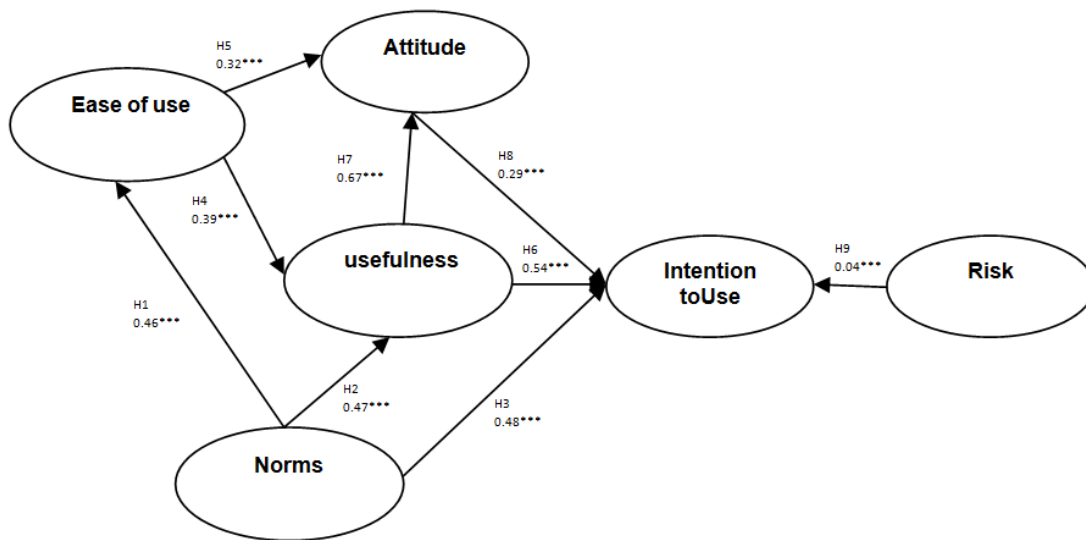 Attitude
H5
0.32***
Ease of use
H7
0.67***
H8
0.29***
H4
0.39***
usefulness
H6
0.54***
Intention
toUse
H9
0.04***
Risk
H1
0.46***
H2
0.47***
H3
0.48***
Norms